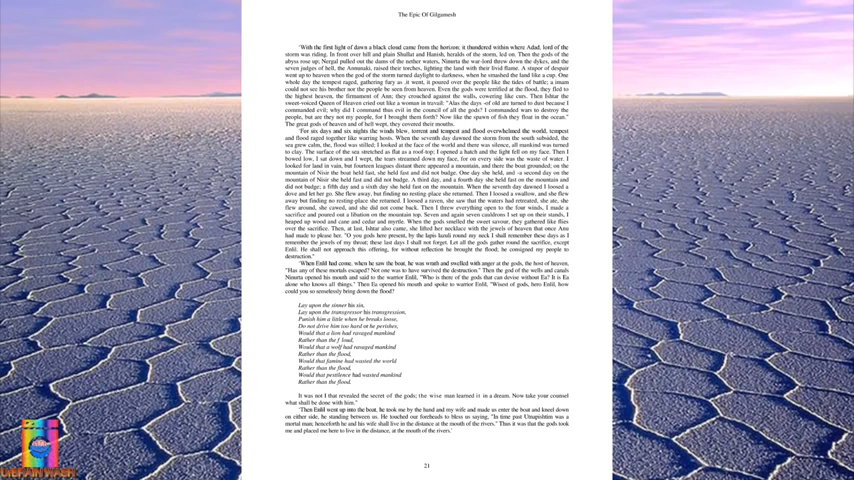 The Epic Of Gilgamesh
'With the first light of dawn a black cloud came from the horizon; it thundered within where Adad, lord of the
storm was riding. In front over hill and plain Shullat and Hanish, heralds of the storm, led on. Then the gods of the
abyss rose up; Nergal pulled out the dams of the nether waters, Ninurta the war-lord threw down the dykes, and the
seven judges of hell, the Annunaki, raised their torches, lighting the land with their livid flame. A stupor of despair
went up to heaven when the god of the storm turned daylight to darkness, when he smashed the land like a cup. One
whole day the tempest raged, gathering fury as .it went, it poured over the people like the tides of battle; a imam
could not see his brother nor the people be seen from heaven. Even the gods were terrified at the flood, they fled to
the highest heaven, the firmament of Ann; they crouched against the walls, cowering like curs. Then Ishtar the
sweet-voiced Queen of Heaven cried out like a woman in travail: "Alas the days -of old are turned to dust because I
commanded evil; why did I command thus evil in the council of all the gods? I commanded wars to destroy the
people, but are they not my people, for I brought them forth? Now like the spawn of fish they float in the ocean."
The great gods of heaven and of hell wept, they covered their mouths.
'For six days and six nights the winds blew, torrent and tempest and flood overwhelmed the world, tempest
and flood raged together like warring hosts. When the seventh day dawned the storm from the south subsided, the
sea grew calm, the, flood was stilled; I looked at the face of the world and there was silence, all mankind was turned
to clay. The surface of the sea stretched as flat as a roof-top; I opened a hatch and the light fell on my face. Then I
bowed low, I sat down and I wept, the tears streamed down my face, for on every side was the waste of water. I
looked for land in vain, but fourteen leagues distant there appeared a mountain, and there the boat grounded; on the
mountain of Nisir the boat held fast, she held fast and did not budge. One day she held, and -a second day on the
mountain of Nisir she held fast and did not budge. A third day, and a fourth day she held fast on the mountain and
did not budge; a fifth day and a sixth day she held fast on the mountain. When the seventh day dawned I loosed a
dove and let her go. She flew away, but finding no resting-place she returned. Then I loosed a swallow, and she flew
away but finding no resting-place she returned. I loosed a raven, she saw that the waters had retreated, she ate, she
flew around, she cawed, and she did not come back. Then I threw everything open to the four winds, I made a
sacrifice and poured out a libation on the mountain top. Seven and again seven cauldrons I set up on their stands, I
heaped up wood and cane and cedar and myrtle. When the gods smelled the sweet savour, they gathered like flies
over the sacrifice. Then, at last, Ishtar also came, she lifted her necklace with the jewels of heaven that once Anu
had made to please her. "O you gods here present, by the lapis lazuli round my neck I shall remember these days as I
remember the jewels of my throat; these last days I shall not forget. Let all the gods gather round the sacrifice, except
Enlil. He shall not approach this offering, for without reflection he brought the flood; he consigned my people to
destruction."
'When Enlil had come, when he saw the boat, he was wrath and swelled with anger at the gods, the host of heaven,
"Has any of these mortals escaped? Not one was to have survived the destruction." Then the god of the wells and canals
Ninurta opened his mouth and said to the warrior Enlil, "Who is there of the gods that can devise without Ea? It is Ea
alone who knows all things." Then Ea opened his mouth and spoke to warrior Enlil, "Wisest of gods, hero Enlil, how
could you so senselessly bring down the flood?
Lay upon the sinner his sin,
Lay upon the transgressor his transgression,
Punish him a little when he breaks loose,
Do not drive him too hard or he perishes,
Would that a lion had ravaged mankind
Rather than the f loud,
Would that a wolf had ravaged mankind
Rather than the flood,
Would that famine had wasted the world
Rather than the flood,
Would that pestilence had wasted mankind
Rather than the flood.
It was not I that revealed the secret of the gods; the wise man learned it in a dream. Now take your counsel
what shall be done with him."
'Then Enlil went up into the boat, he took me by the hand and my wife and made us enter the boat and kneel down
on either side, he standing between us. He touched our foreheads to bless us saying, "In time past Utnapishtim was a
mortal man; henceforth he and his wife shall live in the distance at the mouth of the rivers." Thus it was that the gods took
me and placed me here to live in the distance, at the mouth of the rivers.'
21